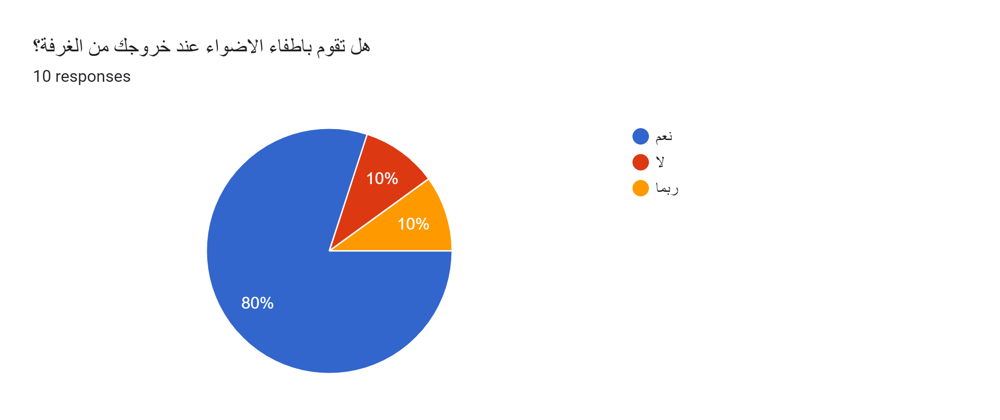 هل تقوم باطفاء الاضواء عند خروجك من الغرفة؟
10 responses
نعم
لا
ربما
10%
10%
80%